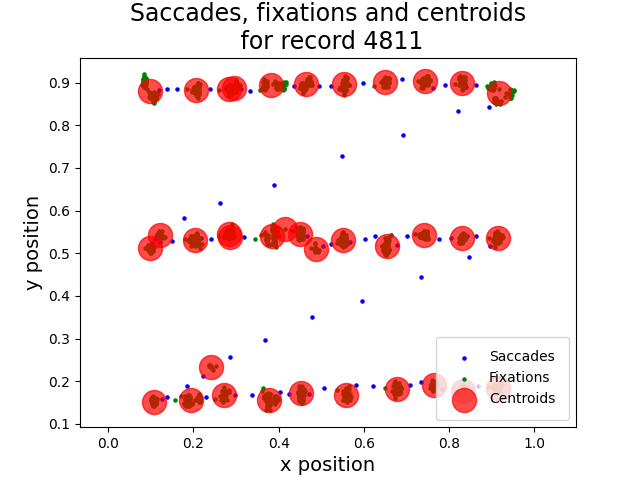 Saccades, fixations and centroids
for record 4811
y position
0.9
0.8
0.7
0.6
0.5
0.4
0.3
0.2
0.1
Saccades
Fixations
Centroids
0.0 0.2 0.4 0.6 0.8 1.0
x position